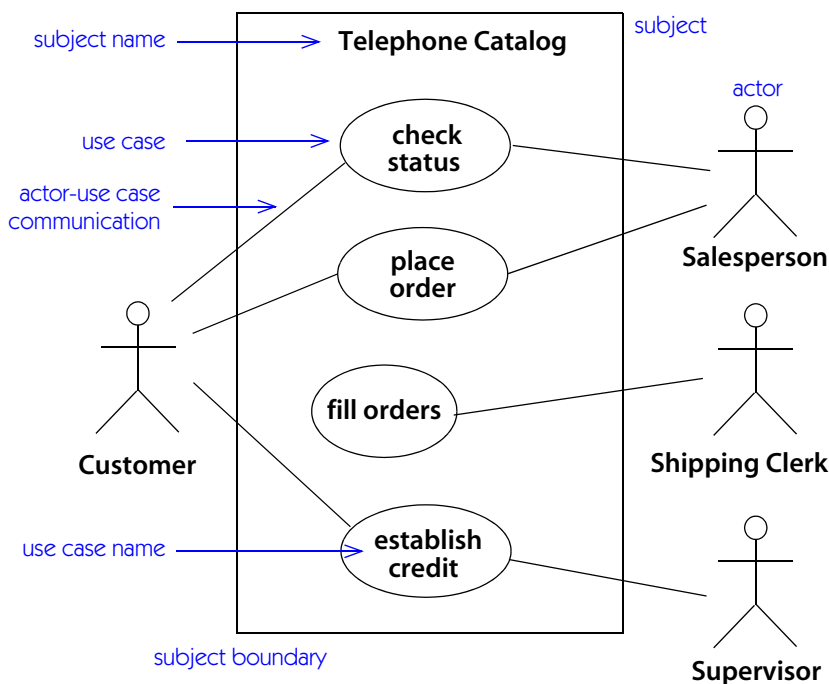 subject name
Telephone Catalog
subject
actor
use case
check
status
actor-use case
communication
place
order
Salesperson
fill orders
Customer
Shipping Clerk
use case name
establish
credit
subject boundary
Supervisor